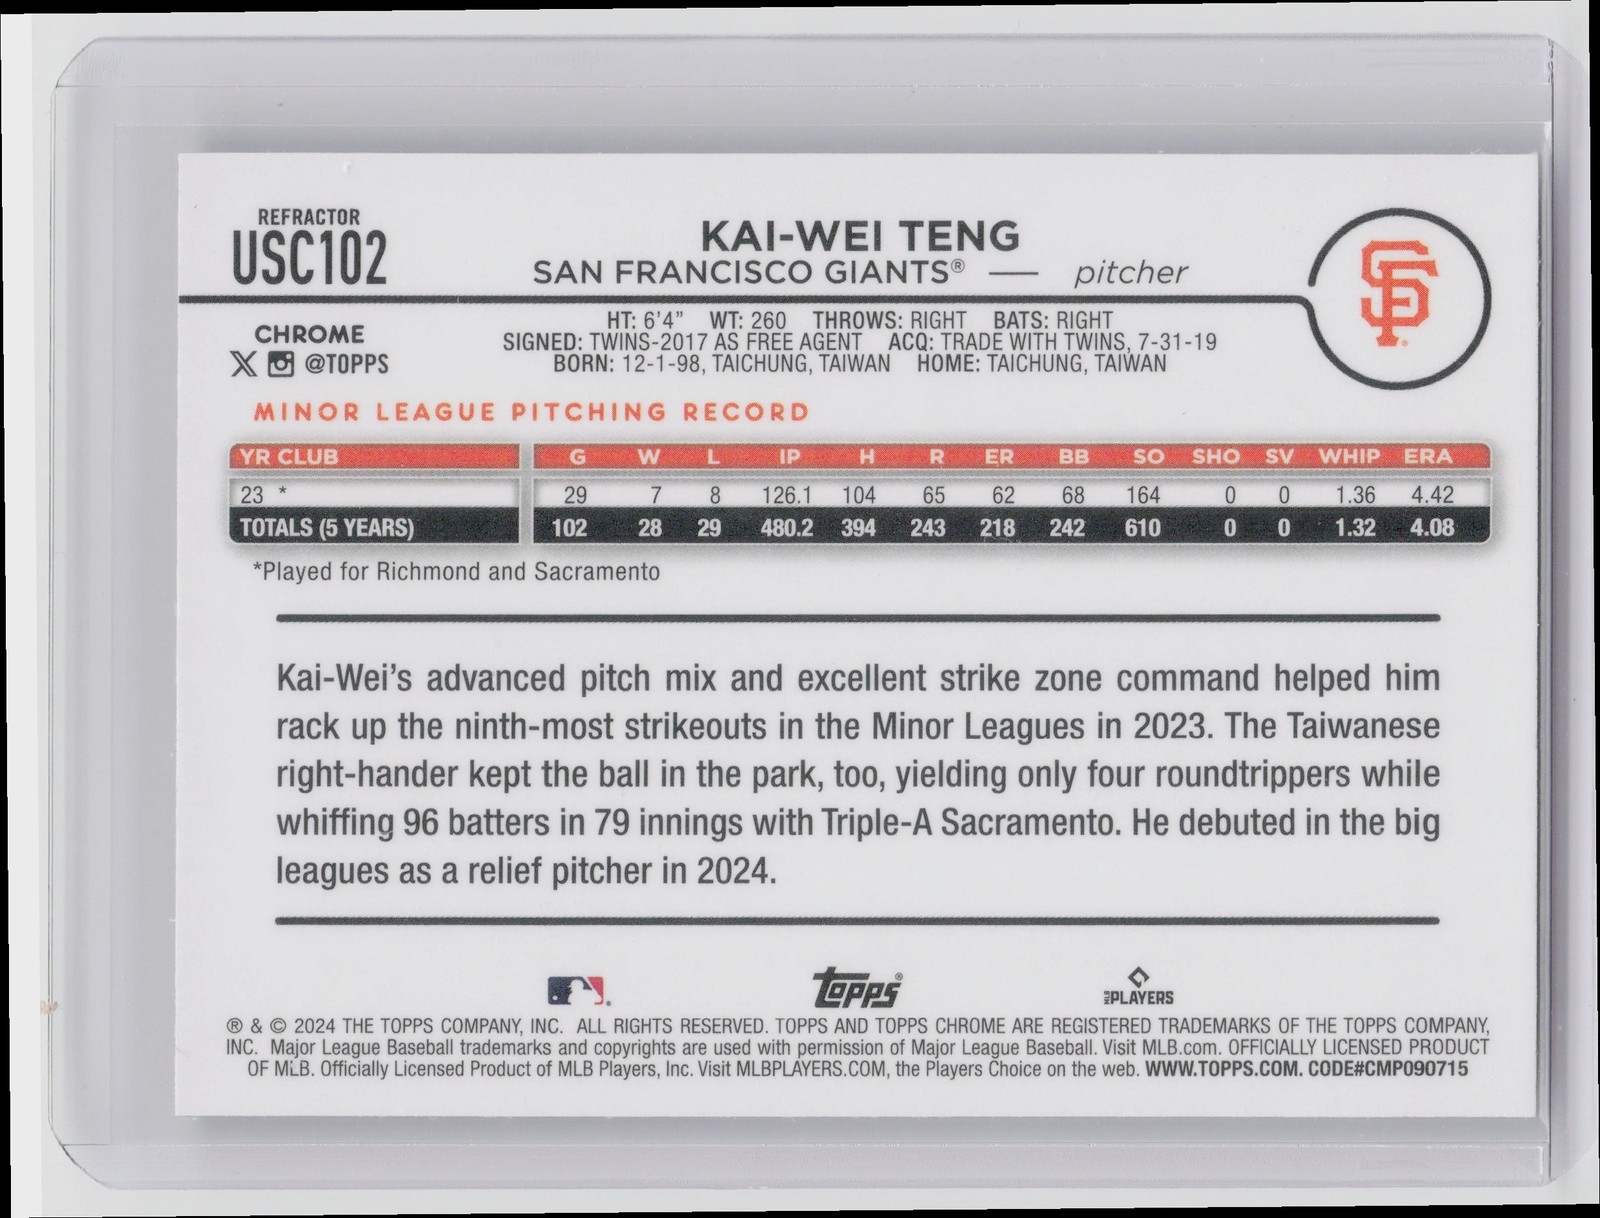 REFRACTOR
USC102
KAI-WEI TENG
SAN FRANCISCO GIANTS® — pitcher
SF
CHROME
X @TOPPS
HT: 6'4" WT: 260 THROWS: RIGHT BATS: RIGHT
SIGNED: TWINS-2017 AS FREE AGENT ACQ: TRADE WITH TWINS, 7-31-19
BORN: 12-1-98, TAICHUNG, TAIWAN HOME: TAICHUNG, TAIWAN
MINOR LEAGUE PITCHING RECORD
YR CLUB G W L IP H R ER BB SO SHO SV WHIP ERA
23 * 29 7 8 126.1 104 65 62 68 164 0 0 1.36 4.42
TOTALS (5 YEARS) 102 28 29 480.2 394 243 218 242 610 0 0 1.32 4.08
*Played for Richmond and Sacramento
Kai-Wei's advanced pitch mix and excellent strike zone command helped him
rack up the ninth-most strikeouts in the Minor Leagues in 2023. The Taiwanese
right-hander kept the ball in the park, too, yielding only four roundtrippers while
whiffing 96 batters in 79 innings with Triple-A Sacramento. He debuted in the big
leagues as a relief pitcher in 2024.
Topps® MLB PLAYERS
® & © 2024 THE TOPPS COMPANY, INC. ALL RIGHTS RESERVED. TOPPS AND TOPPS CHROME ARE REGISTERED TRADEMARKS OF THE TOPPS COMPANY,
INC. Major League Baseball trademarks and copyrights are used with permission of Major League Baseball. Visit MLB.com. OFFICIALLY LICENSED PRODUCT
OF MLB. Officially Licensed Product of MLB Players, Inc. Visit MLBPLAYERS.COM, the Players Choice on the web. WWW.TOPPS.COM. CODE#CMP090715